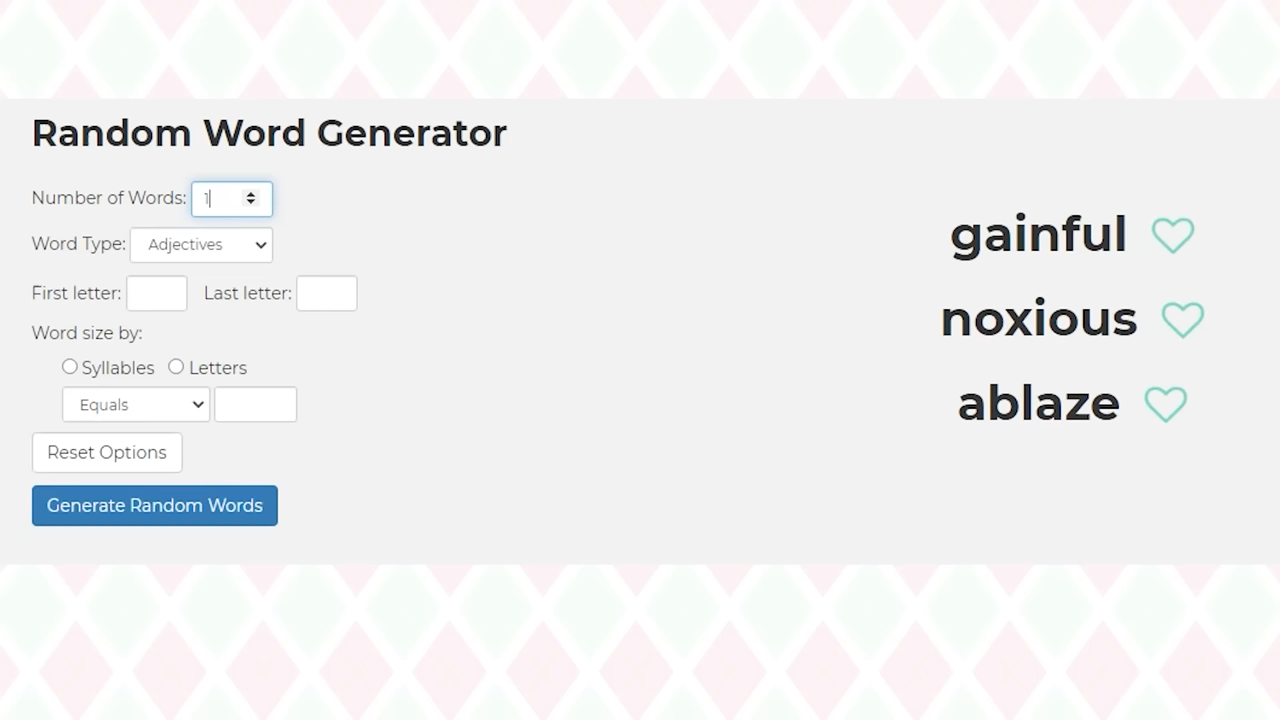 Random Word Generator
Number of Words: 1
Word Type: Adjectives
First letter: Last letter:
Word size by:
Syllables Letters
Equals
Reset Options
Generate Random Words
gainful
noxious
ablaze